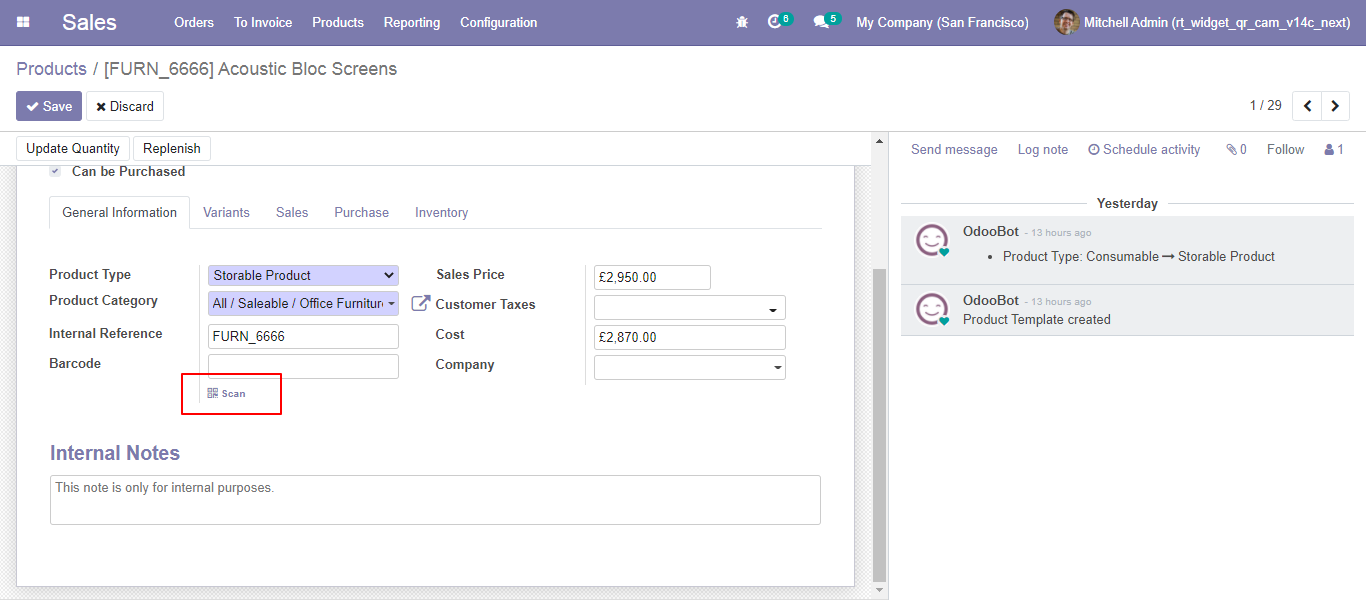 Sales Orders To Invoice Products Reporting Configuration 6 5 My Company (San Francisco) Mitchell Admin (rt_widget_qr_cam_v14c_next)
Products / [FURN_6666] Acoustic Bloc Screens
Save Discard 1 / 29
Update Quantity Replenish
Send message Log note Schedule activity 0 Follow 1
Can be Purchased
General Information Variants Sales Purchase Inventory
Product Type Storable Product
Product Category All / Saleable / Office Furniture
Internal Reference FURN_6666
Barcode
Scan
Sales Price £2,950.00
Customer Taxes
Cost £2,870.00
Company
Internal Notes
This note is only for internal purposes.
Yesterday
OdooBot - 13 hours ago
• Product Type: Consumable → Storable Product
OdooBot - 13 hours ago
Product Template created